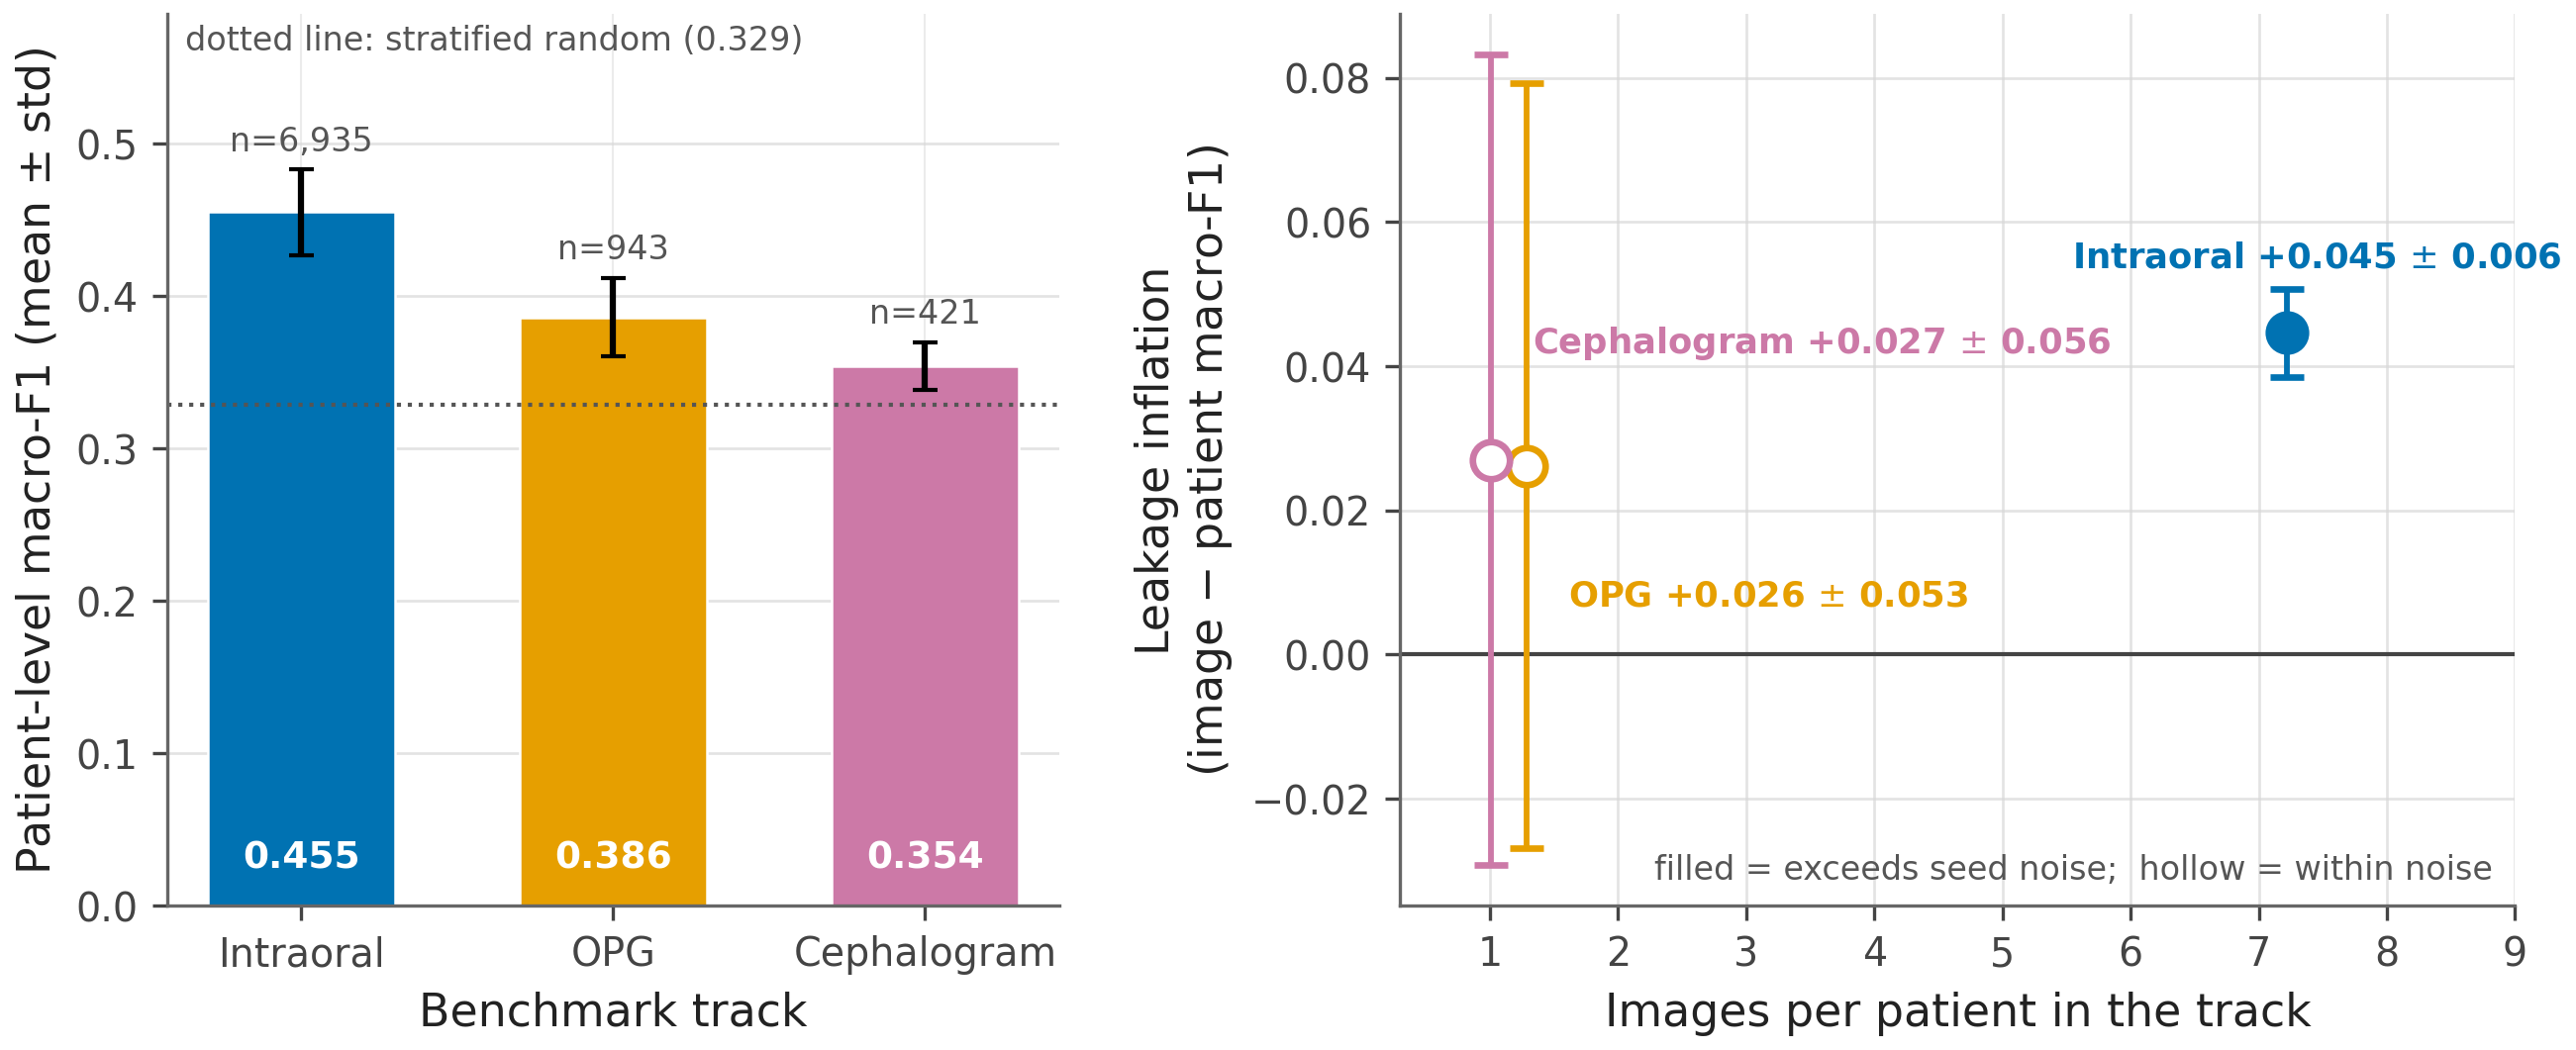 dotted line: stratified random (0.329)
Patient-level macro-F1 (mean ± std)
0.5
0.4
0.3
0.2
0.1
0.0
n=6,935
n=943
n=421
0.455
0.386
0.354
Intraoral
OPG
Cephalogram
Benchmark track
Leakage inflation
(image − patient macro-F1)
0.08
0.06
0.04
0.02
0.00
−0.02
Intraoral +0.045 ± 0.006
Cephalogram +0.027 ± 0.056
OPG +0.026 ± 0.053
filled = exceeds seed noise;  hollow = within noise
1
2
3
4
5
6
7
8
9
Images per patient in the track